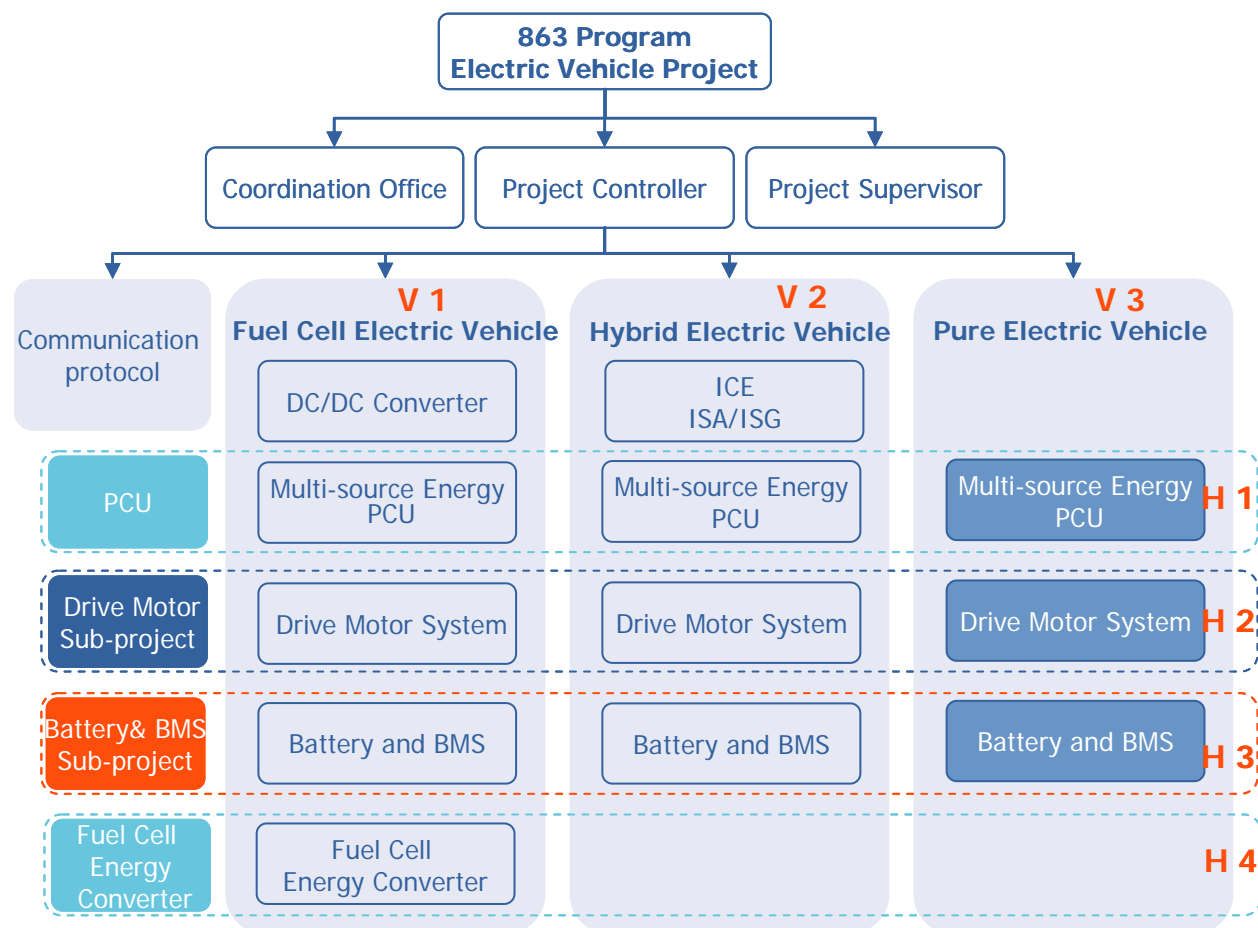 863 Program
Electric Vehicle Project
Coordination Office
Project Controller
Project Supervisor
Communication
protocol
V 1
Fuel Cell Electric Vehicle
V 2
Hybrid Electric Vehicle
V 3
Pure Electric Vehicle
DC/DC Converter
ICE
ISA/ISG
PCU
Multi-source Energy
PCU
Multi-source Energy
PCU
Multi-source Energy
PCU
H 1
Drive Motor
Sub-project
Drive Motor System
Drive Motor System
Drive Motor System
H 2
Battery& BMS
Sub-project
Battery and BMS
Battery and BMS
Battery and BMS
H 3
Fuel Cell
Energy
Converter
Fuel Cell
Energy Converter
H 4